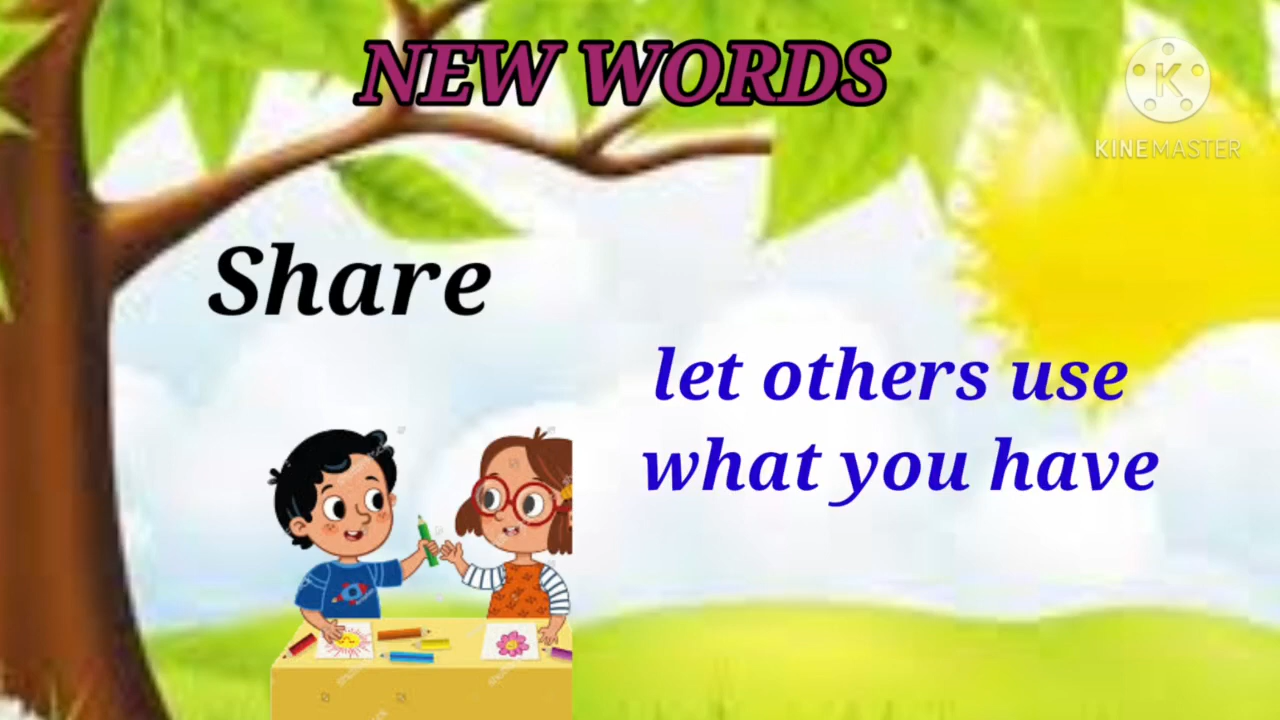 NEW WORDS
K
KINEMASTER
Share
let others use
what you have